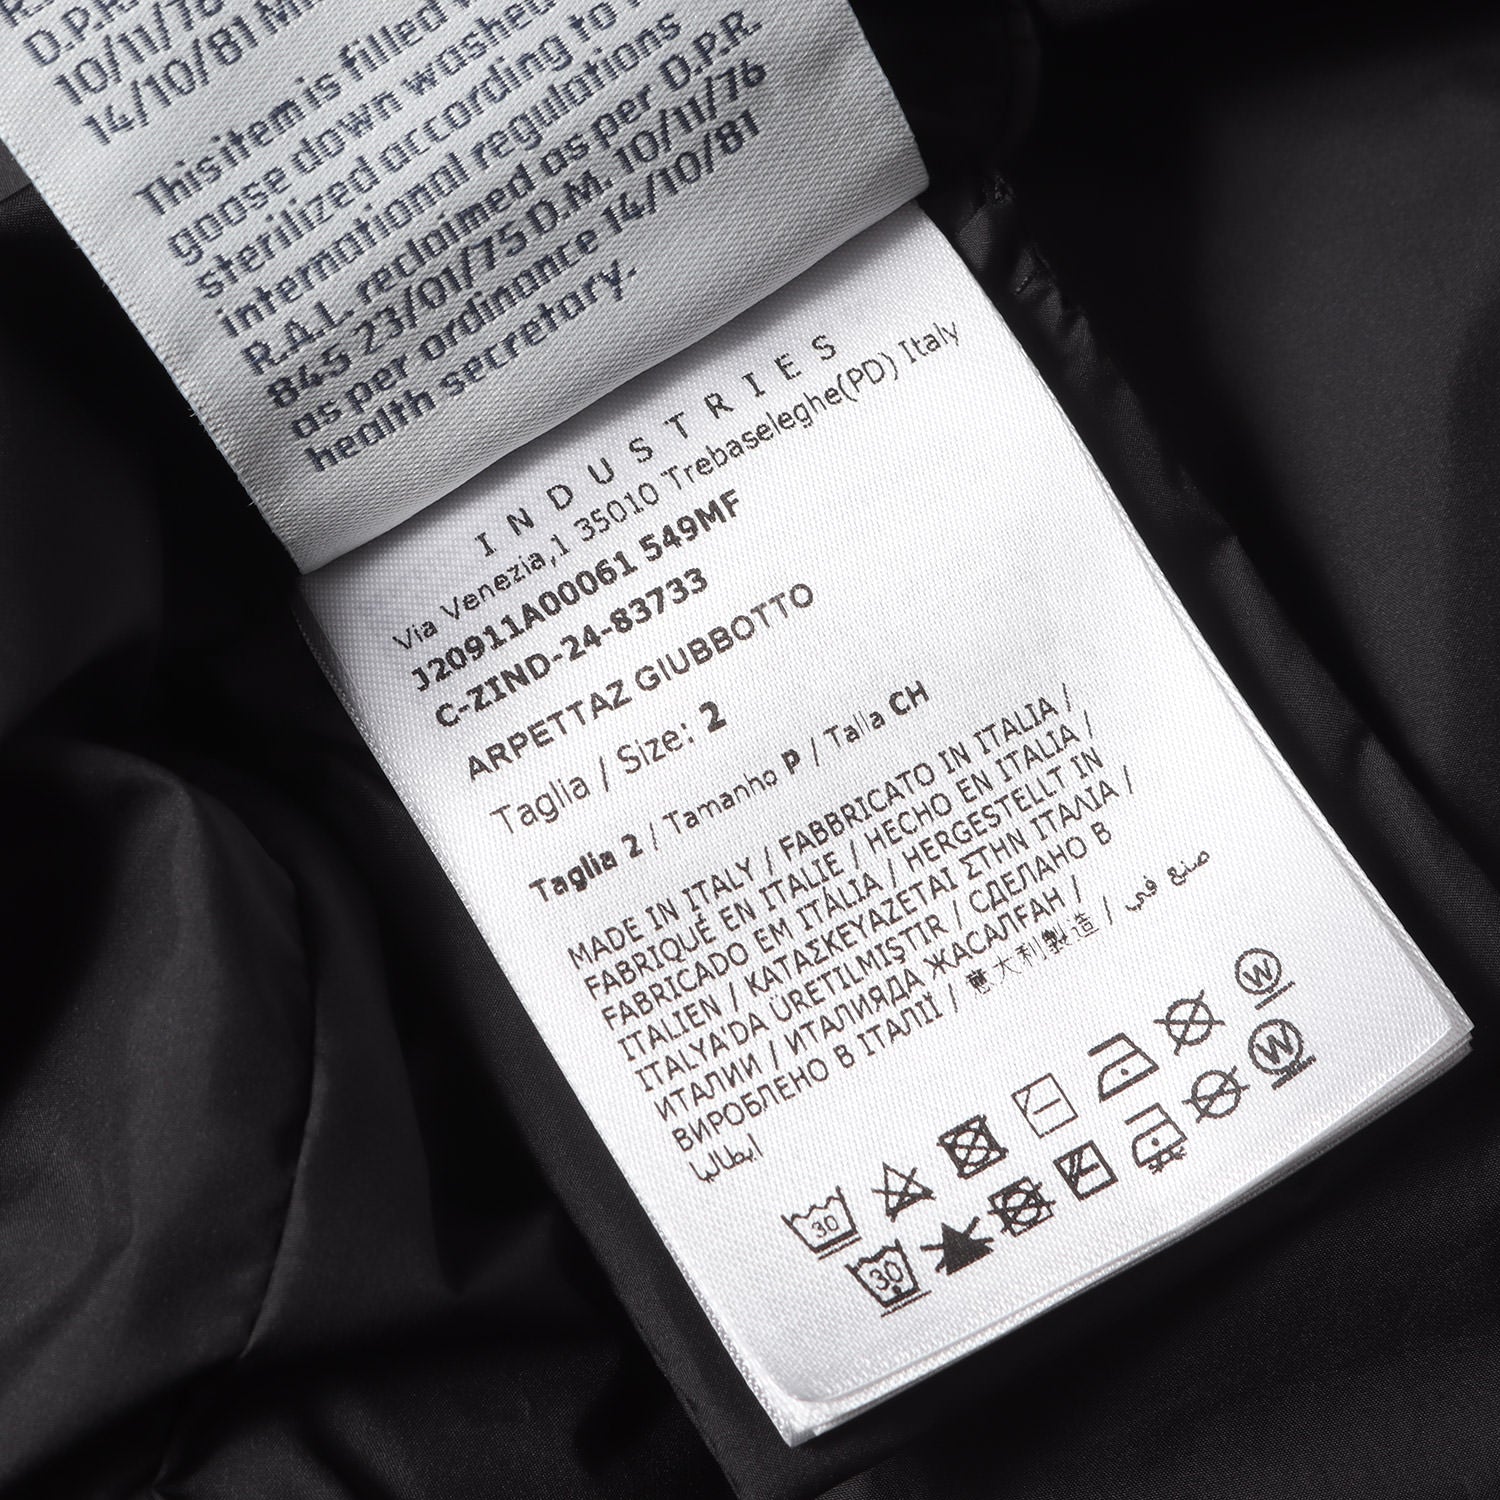 D.P.R.
10/11/76
14/10/81
This item is filled
goose down washed
sterilized according to
international regulations
R.A.L. reclaimed as per D.P.R.
845 23/01/75 D.M. 10/11/76
as per ordinance 14/10/81
health secretary.
INDUSTRIES
Via Venezia,1 35010 Trebaseleghe(PD) Italy
J20911A00061 549MF
C-ZIND-24-83733
ARPETTAZ GIUBBOTTO
Taglia / Size: 2
Taglia 2 / Tamanho P / Talla CH
MADE IN ITALY / FABBRICATO IN ITALIA /
FABRIQUÉ EN ITALIE / HECHO EN ITALIA /
FABRICADO EM ITÁLIA / HERGESTELLT IN
ITALIEN / ΚΑΤΑΣΚΕΥΑΖΕΤΑΙ ΣΤΗΝ ΙΤΑΛΙΑ /
ITALYA'DA ÜRETILMIŞTIR / СДЕЛАНО В
ИТАЛИИ / ИТАЛИЯДА ЖАСАЛҒАН /
ВИРОБЛЕНО В ІТАЛІЇ / 意大利製造 / صنع في
إيطاليا
30
W
30
W